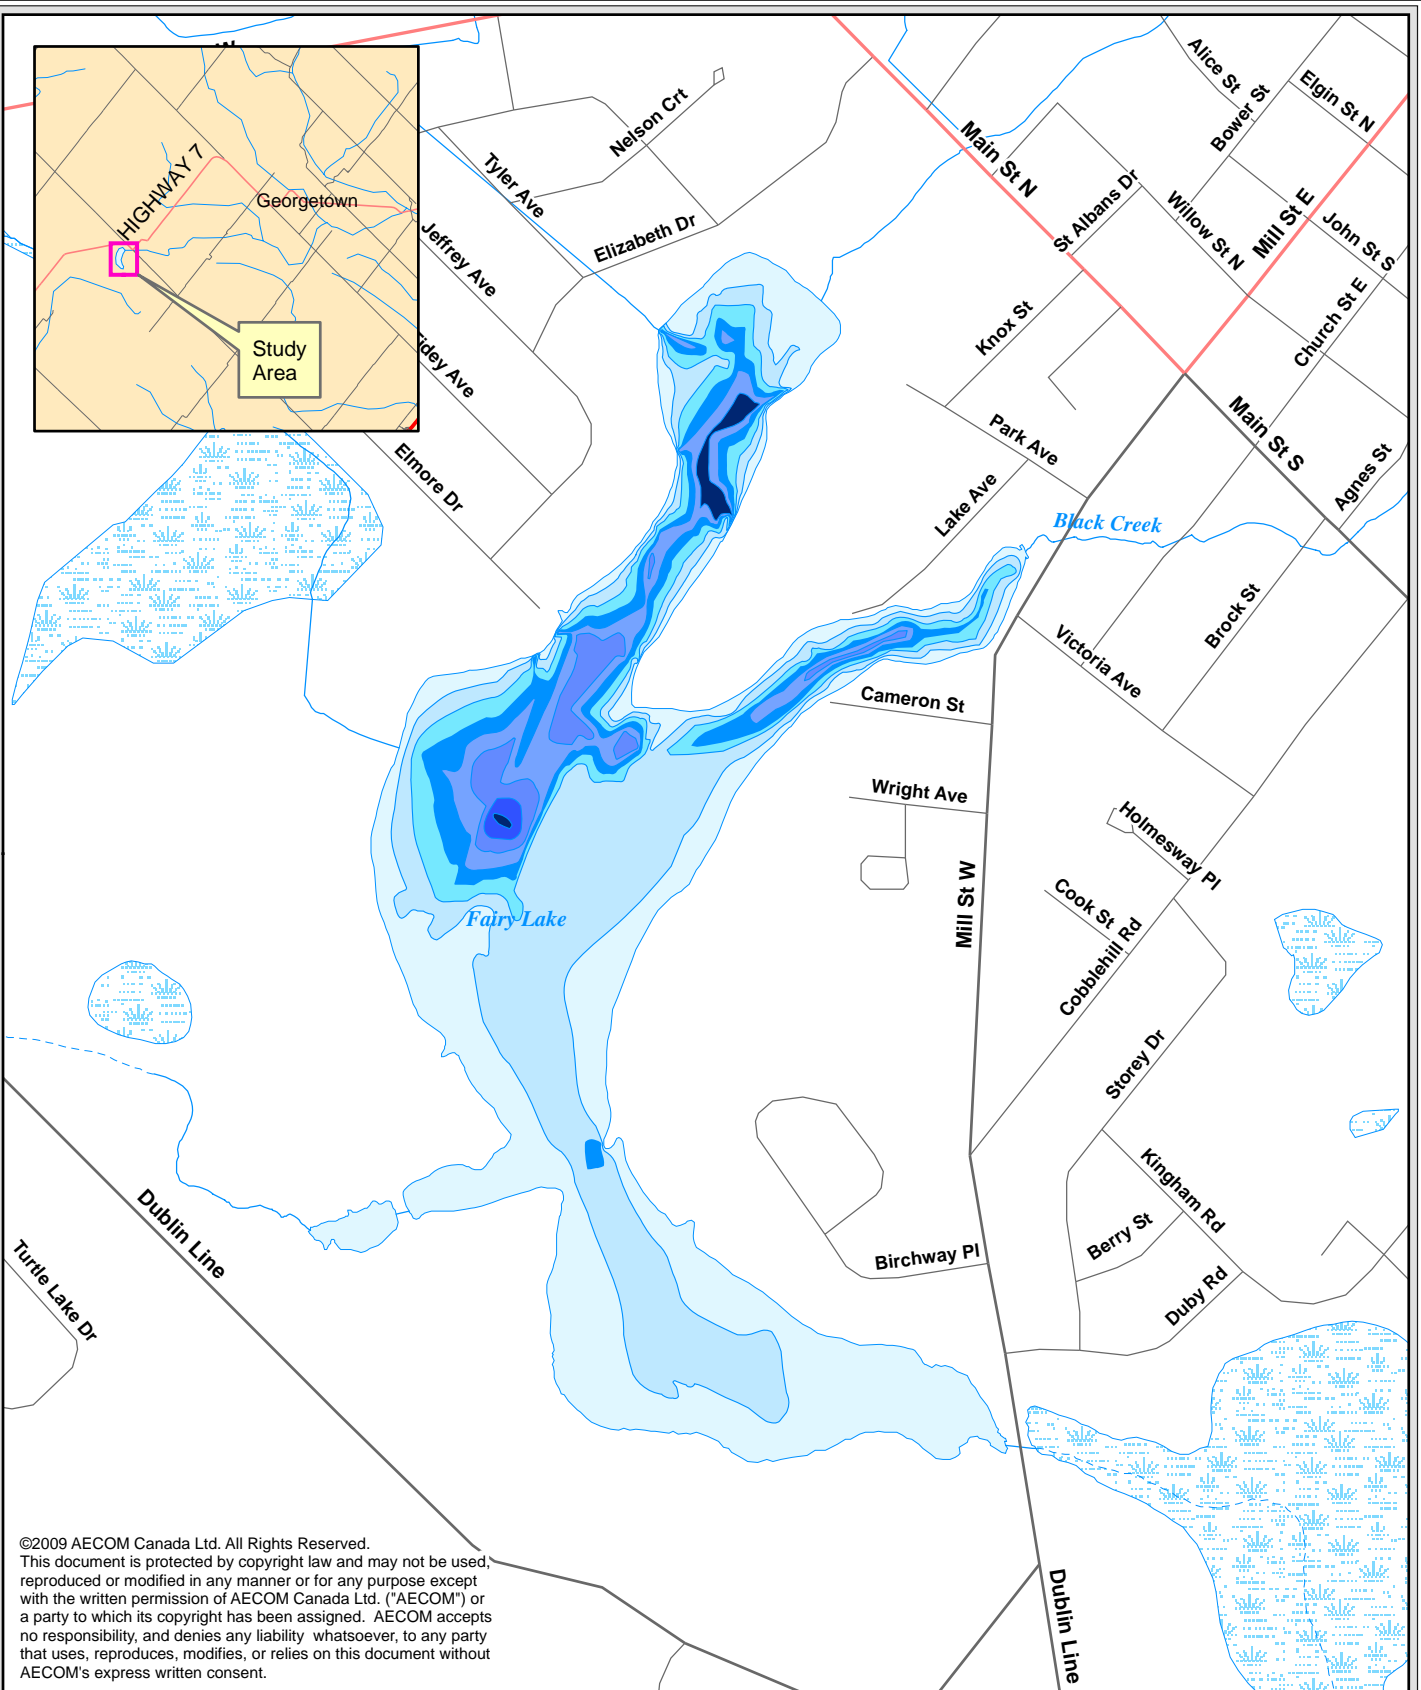 HIGHWAY 7
Georgetown
Study
Area
Nelson Crt
Tyler Ave
Elizabeth Dr
Jeffrey Ave
Elmore Dr
Main St N
St Albans Dr
Alice St
Bower St
Elgin St N
Willow St N
Mill St E
John St S
Church St E
Knox St
Park Ave
Lake Ave
Main St S
Agnes St
Black Creek
Brock St
Victoria Ave
Cameron St
Wright Ave
Holmesway Pl
Mill St W
Cook St
Cobblehill Rd
Fairy Lake
Storey Dr
Kingham Rd
Berry St
Birchway Pl
Duby Rd
Dublin Line
Turtle Lake Dr
Dublin Line
©2009 AECOM Canada Ltd. All Rights Reserved.
This document is protected by copyright law and may not be used,
reproduced or modified in any manner or for any purpose except
with the written permission of AECOM Canada Ltd. ("AECOM") or
a party to which its copyright has been assigned. AECOM accepts
no responsibility, and denies any liability whatsoever, to any party
that uses, reproduces, modifies, or relies on this document without
AECOM's express written consent.